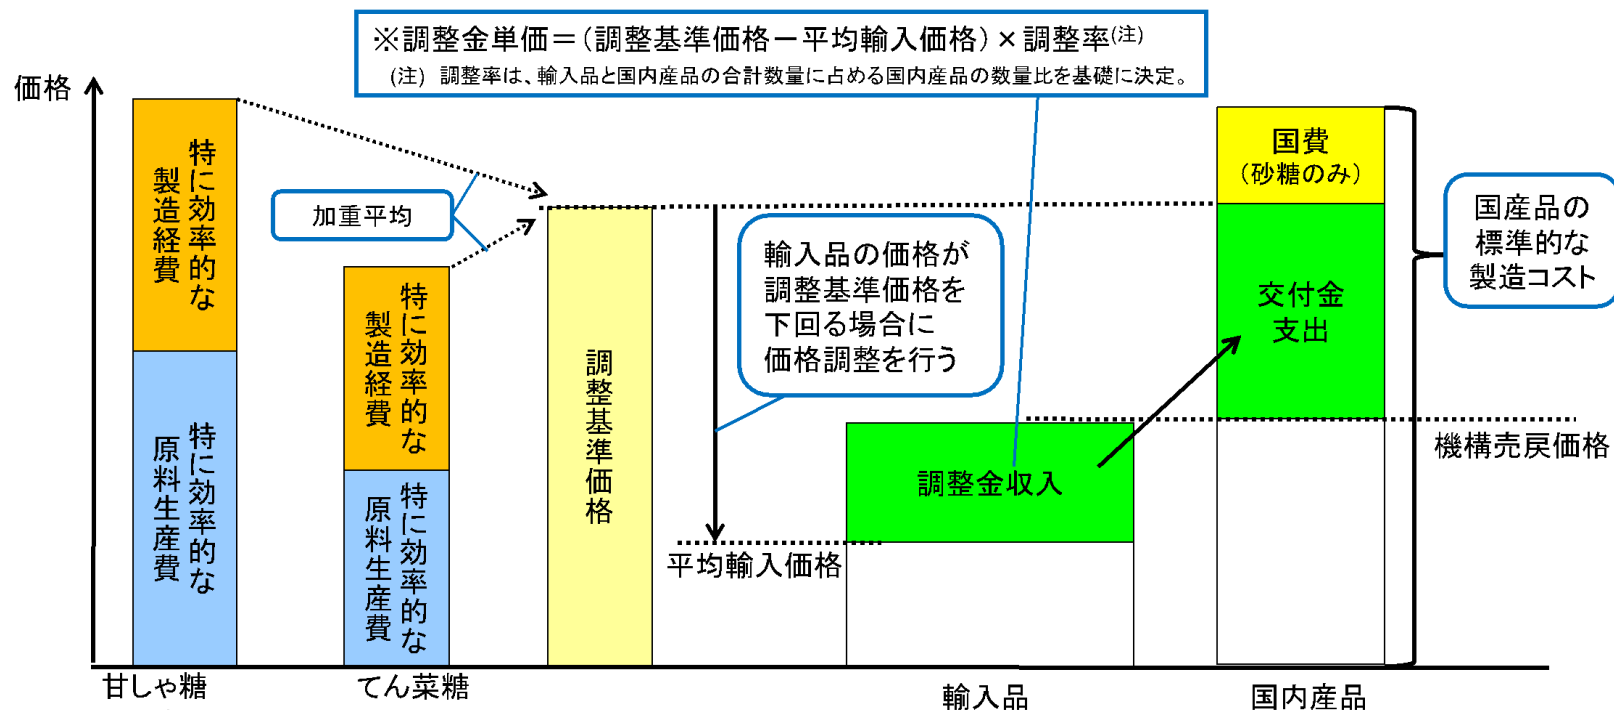 ※調整金単価＝（調整基準価格－平均輸入価格）×調整率(注)
(注) 調整率は、輸入品と国内産品の合計数量に占める国内産品の数量比を基礎に決定。
価格
特に効率的な
製造経費
特に効率的な
原料生産費
甘しゃ糖
加重平均
特に効率的な
製造経費
特に効率的な
原料生産費
てん菜糖
調整基準価格
輸入品の価格が
調整基準価格を
下回る場合に
価格調整を行う
平均輸入価格
調整金収入
輸入品
国費
（砂糖のみ）
交付金
支出
国内産品
機構売戻価格
国産品の
標準的な
製造コスト